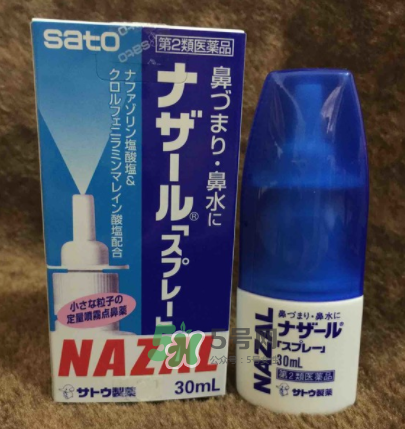 sato
第2類医薬品
鼻づまり・鼻水に
ナザール®「スプレー」
ナファゾリン塩酸塩&
クロルフェニラミンマレイン酸塩配合
小さな粒子の
定量噴霧点鼻薬
NAZAL
サトウ製薬
30mL
鼻づまり・鼻水に
ナザール®
「スプレー」
30mL
第2類医薬品
NAZAL
サトウ製薬
5号网